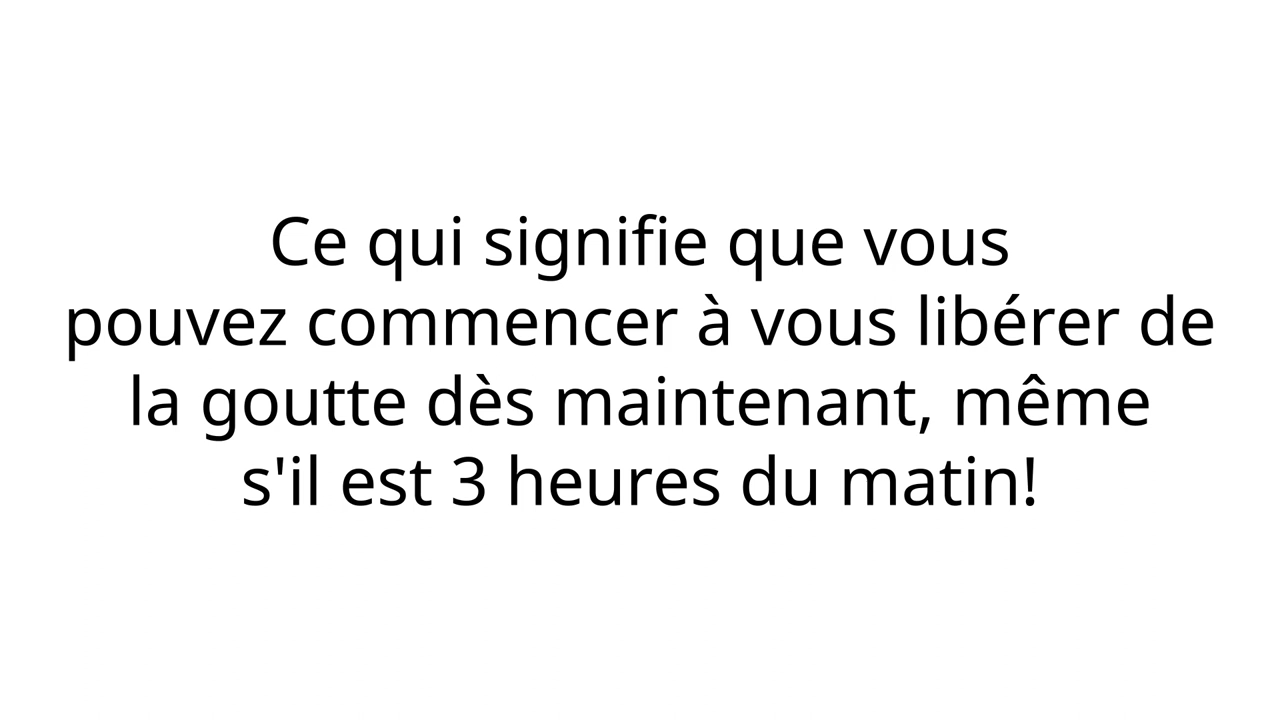 Ce qui signifie que vous
pouvez commencer à vous libérer de
la goutte dès maintenant, même
s'il est 3 heures du matin!